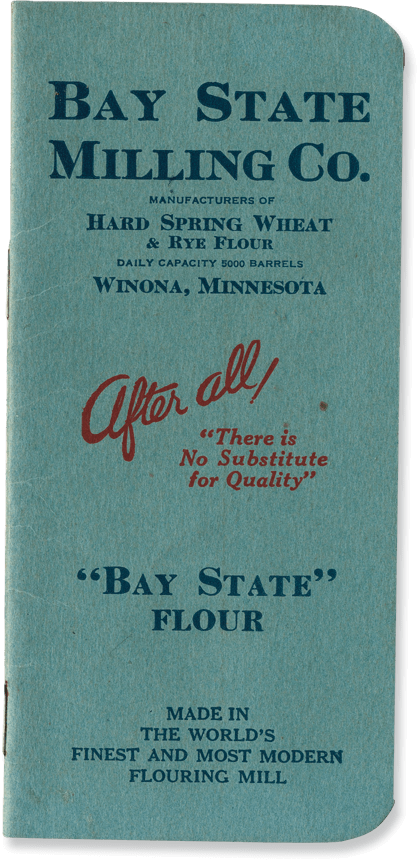 BAY STATE
MILLING CO.
MANUFACTURERS OF
HARD SPRING WHEAT
& RYE FLOUR
DAILY CAPACITY 5000 BARRELS
WINONA, MINNESOTA
After all!
"There is
No Substitute
for Quality"
"BAY STATE"
FLOUR
MADE IN
THE WORLD'S
FINEST AND MOST MODERN
FLOURING MILL